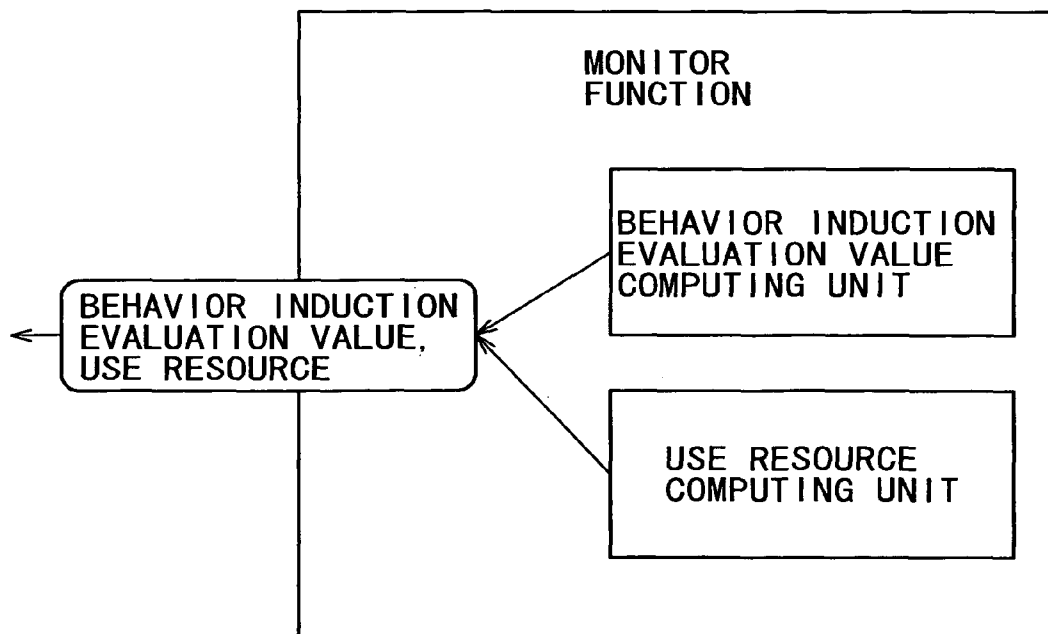 MONITOR
FUNCTION
BEHAVIOR INDUCTION
EVALUATION VALUE
COMPUTING UNIT
BEHAVIOR INDUCTION
EVALUATION VALUE,
USE RESOURCE
USE RESOURCE
COMPUTING UNIT